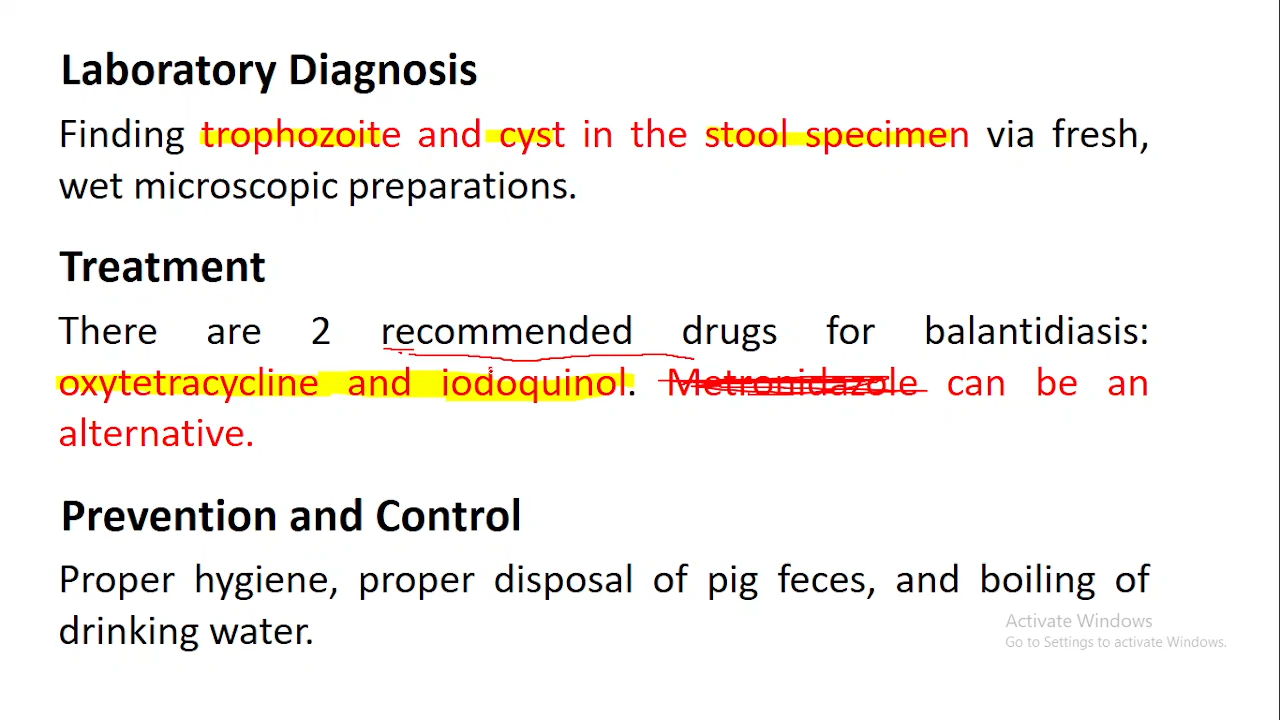 Laboratory Diagnosis
Finding trophozoite and cyst in the stool specimen via fresh,
wet microscopic preparations.
Treatment
There are 2 recommended drugs for balantidiasis:
oxytetracycline and iodoquinol. Metronidazole can be an
alternative.
Prevention and Control
Proper hygiene, proper disposal of pig feces, and boiling of
drinking water.
Activate Windows
Go to Settings to activate Windows.